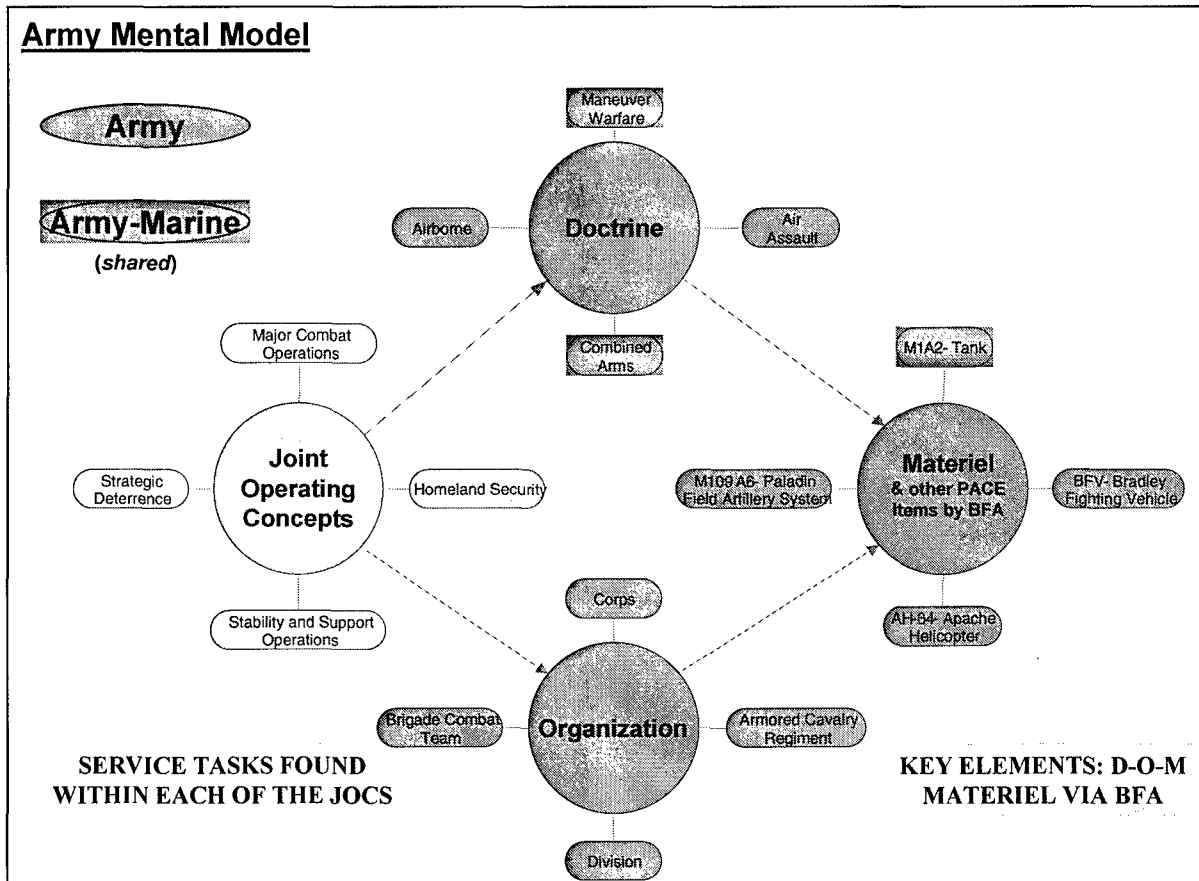 Army Mental Model
Army
Army-Marine
(shared)
Maneuver
Warfare
Airborne
Doctrine
Air
Assault
Combined
Arms
Major Combat
Operations
Strategic
Deterrence
Joint
Operating
Concepts
Homeland Security
Stability and Support
Operations
M1A2- Tank
M109 A6- Paladin
Field Artillery System
Materiel
& other PACE
Items by BFA
BFV- Bradley
Fighting Vehicle
AH-64- Apache
Helicopter
Corps
Brigade Combat
Team
Organization
Armored Cavalry
Regiment
Division
SERVICE TASKS FOUND
WITHIN EACH OF THE JOCS
KEY ELEMENTS: D-O-M
MATERIEL VIA BFA